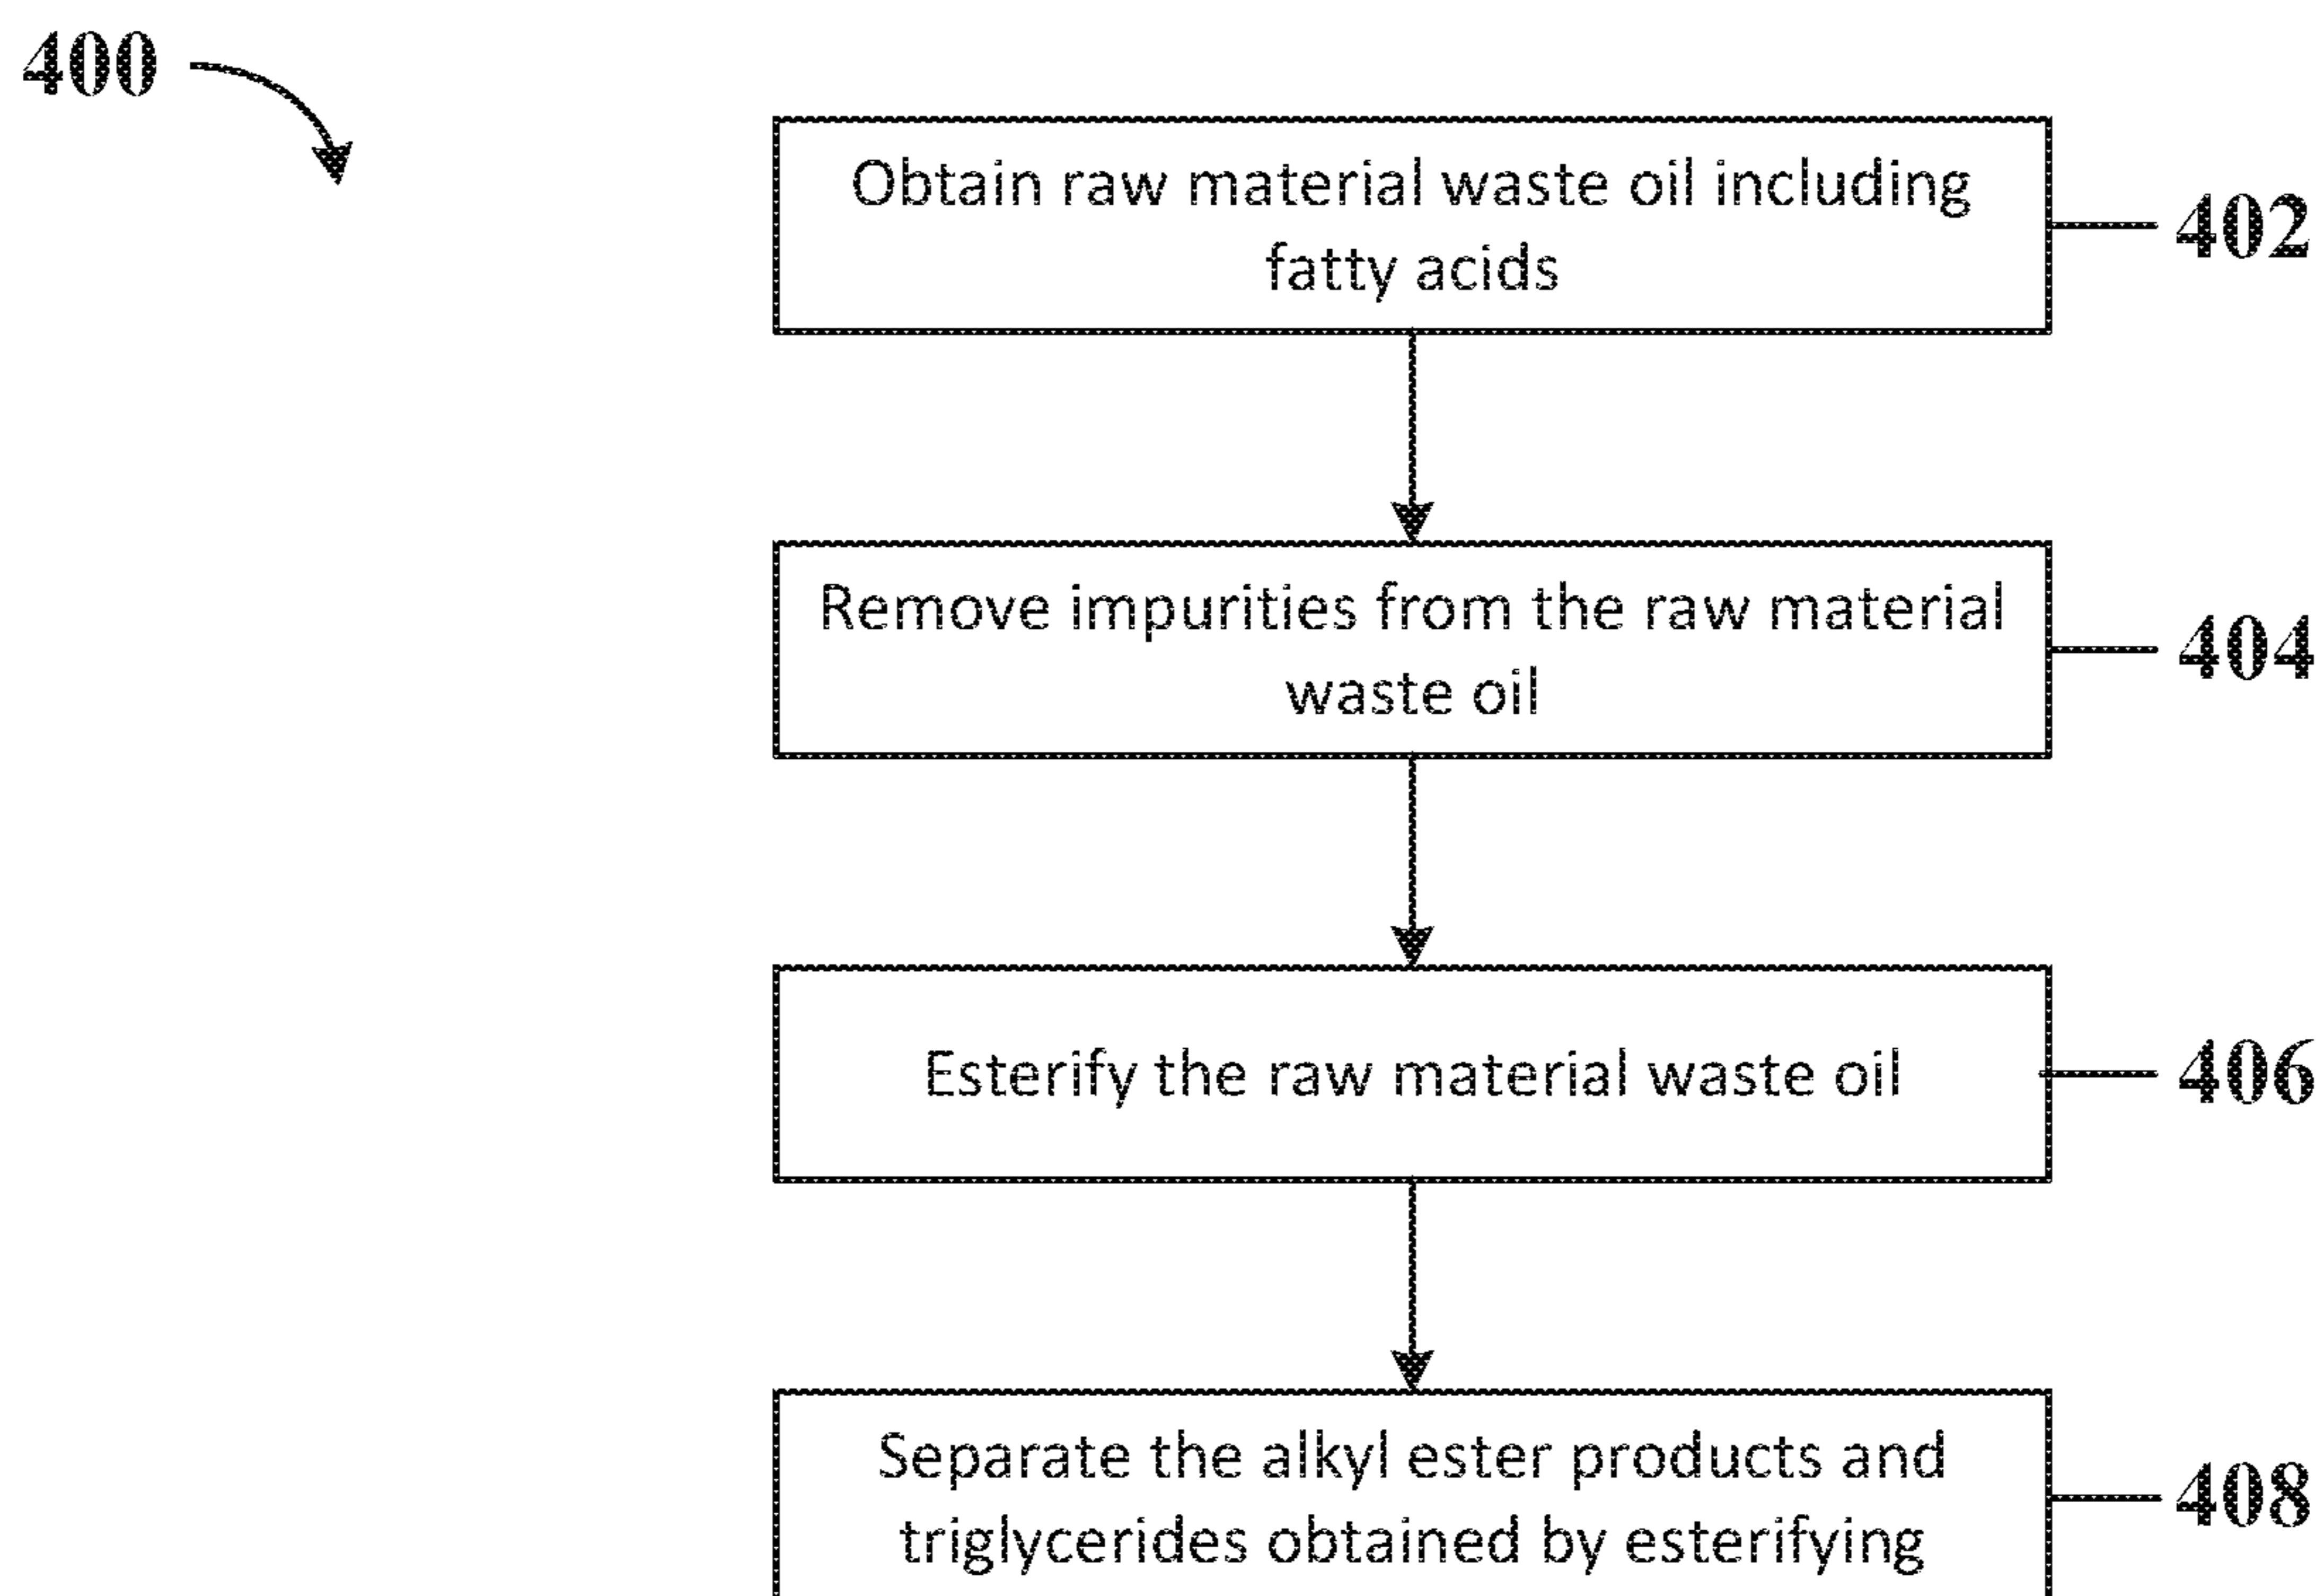 400
Obtain raw material waste oil including
fatty acids
402
Remove impurities from the raw material
waste oil
404
Esterify the raw material waste oil
406
Separate the alkyl ester products and
triglycerides obtained by esterifying
408